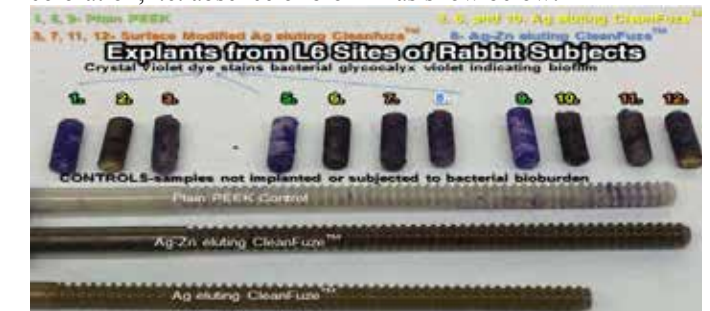 1, 5, 9- Plain PEEK
2, 6, and 10- Ag eluting CleanFuze™
3, 7, 11, 12- Surface Modified Ag eluting CleanFuze™
8- Ag-Zn eluting CleanFuze™
Explants from L6 Sites of Rabbit Subjects
Crystal Violet dye stains bacterial glycocalyx violet indicating biofilm
1. 2. 3. 5. 6. 7. 8. 9. 10. 11. 12.
CONTROLS-samples not implanted or subjected to bacterial bioburden
Plain PEEK Control
Ag-Zn eluting CleanFuze™
Ag eluting CleanFuze™